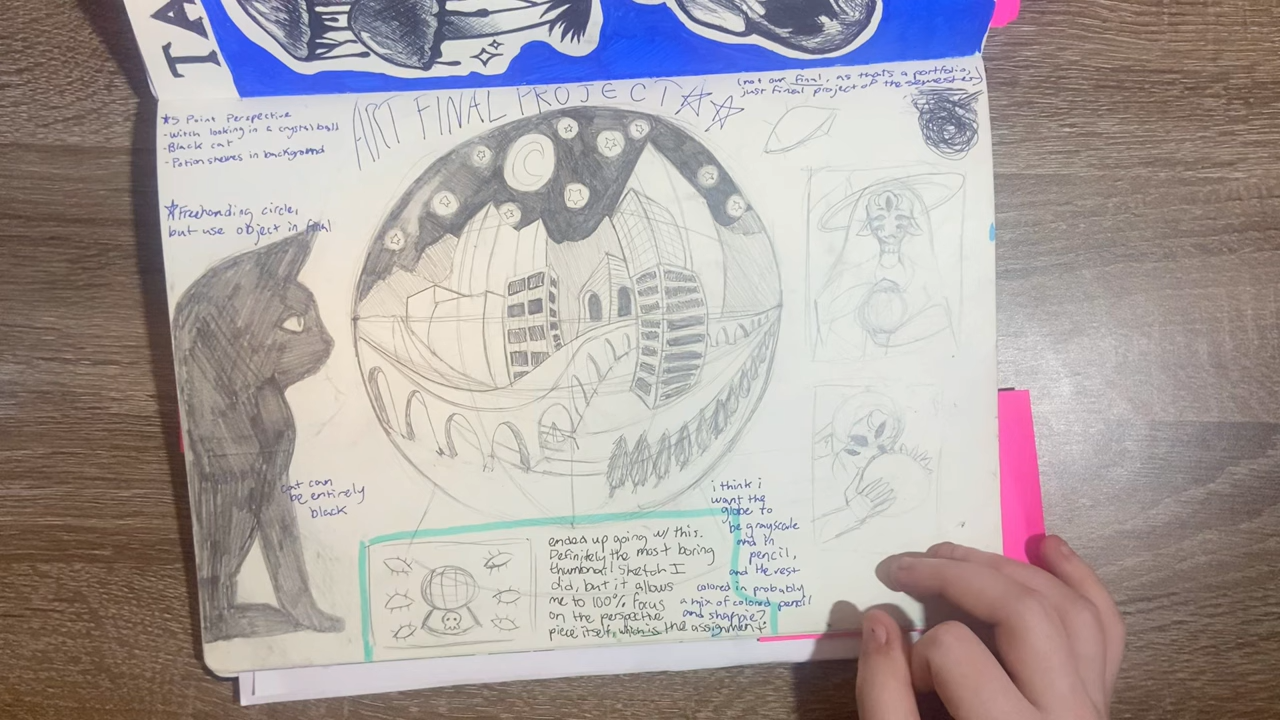 TA
ART FINAL PROJECT
(not our final, as that's a portfolio,
just final project of the semester)
★5 Point Perspective
-Witch looking in a crystal ball
-Black cat
-Potion shelves in background
★Freehanding circle,
but use object in final
cat can
be entirely
black
i think i
want the
globe to
be grayscale
and in
pencil,
and the rest
colored in probably
a mix of colored pencil
and sharpie?
ended up going w/ this.
Definitely the most boring
thumbnail sketch I
did, but it allows
me to 100% focus
on the perspective
piece itself, which is the assignment